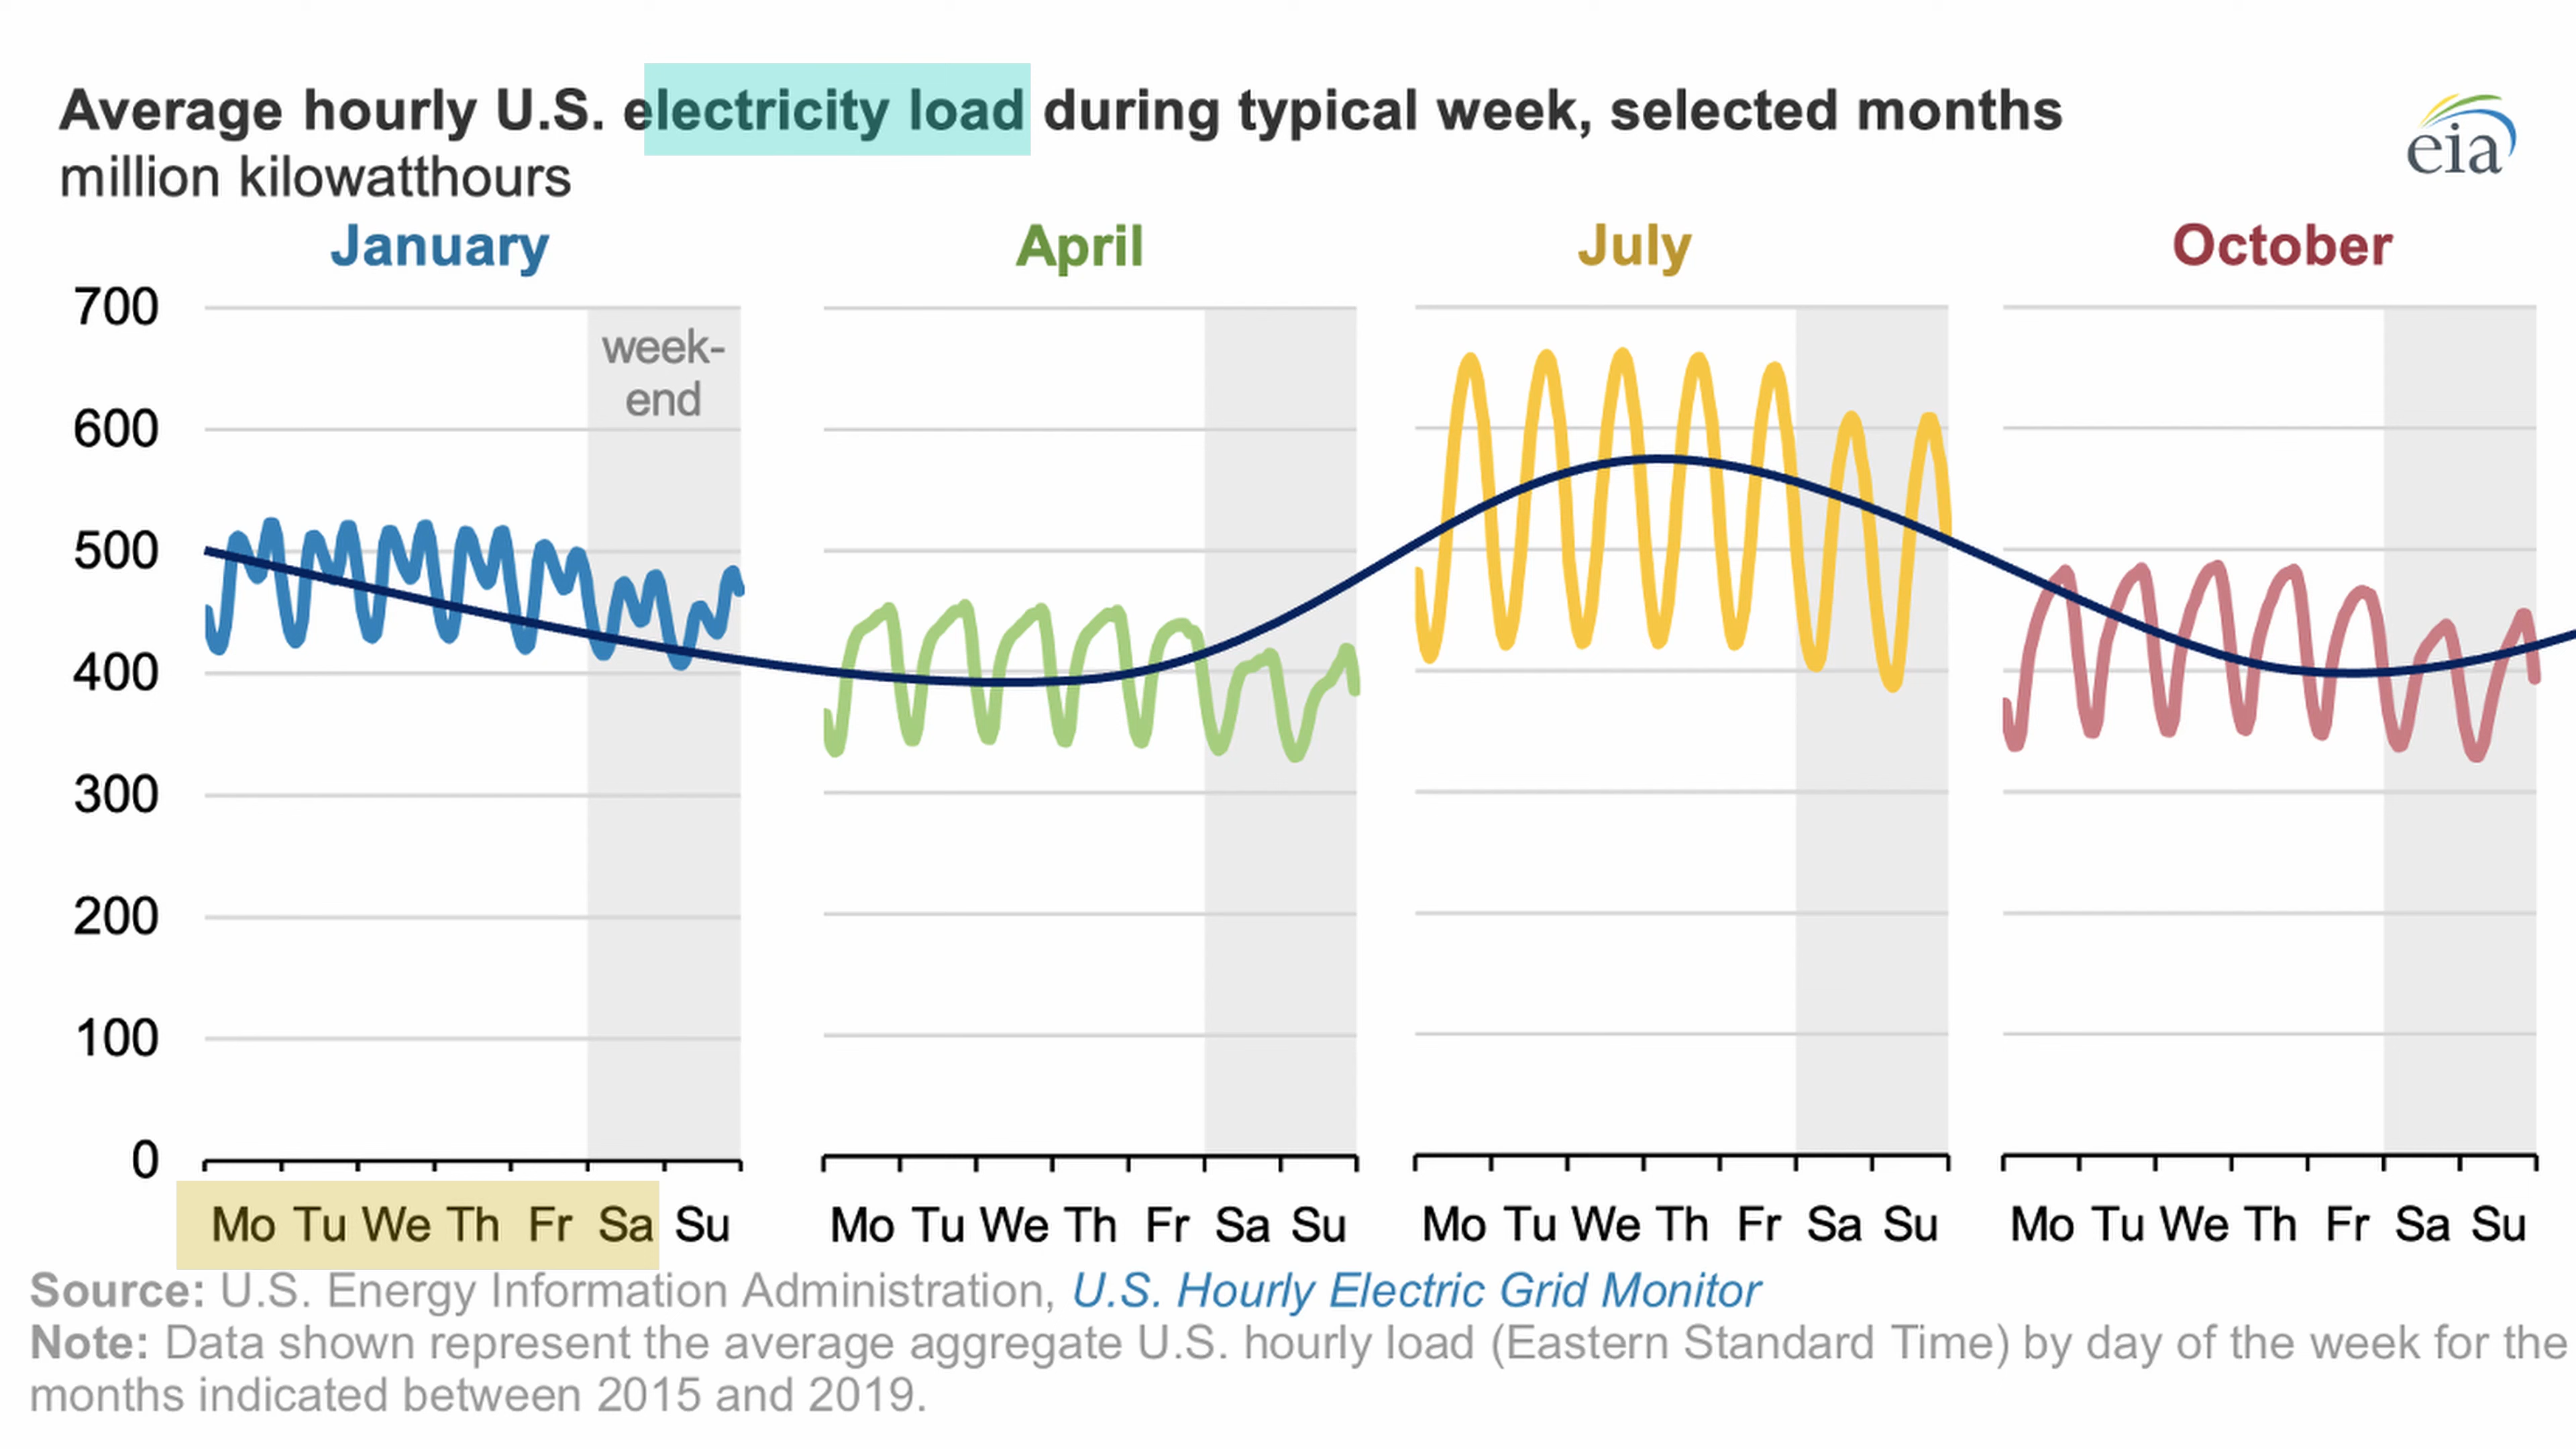 Average hourly U.S. electricity load during typical week, selected months
million kilowatthours
eia
January April July October
700
week-
end
600
500
400
300
200
100
0
Mo Tu We Th Fr Sa Su Mo Tu We Th Fr Sa Su Mo Tu We Th Fr Sa Su Mo Tu We Th Fr Sa Su
Source: U.S. Energy Information Administration, U.S. Hourly Electric Grid Monitor
Note: Data shown represent the average aggregate U.S. hourly load (Eastern Standard Time) by day of the week for the
months indicated between 2015 and 2019.